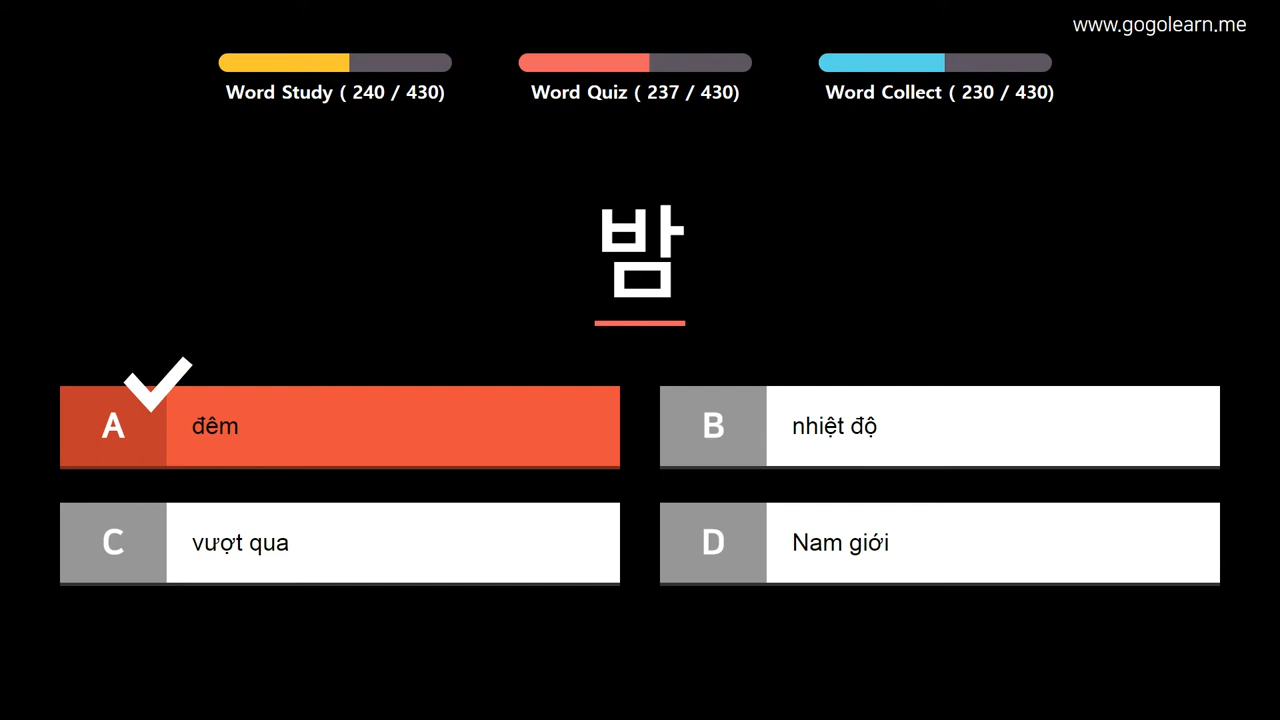 www.gogolearn.me
Word Study ( 240 / 430)
Word Quiz ( 237 / 430)
Word Collect ( 230 / 430)
밤
A
đêm
B
nhiệt độ
C
vượt qua
D
Nam giới